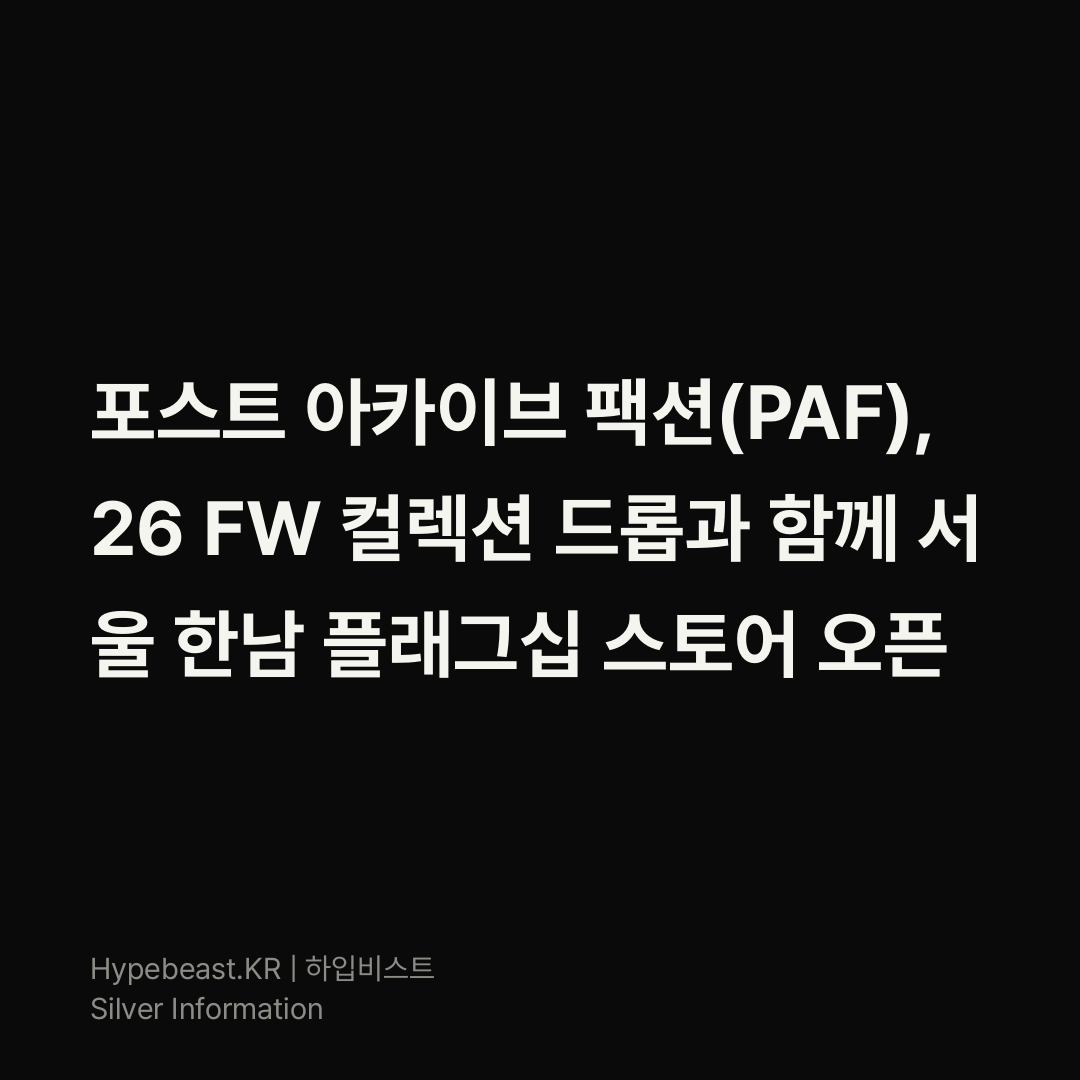 포스트 아카이브 팩션(PAF),
26 FW 컬렉션 드롭과 함께 서
울 한남 플래그십 스토어 오픈
Hypebeast.KR | 하입비스트
Silver Information